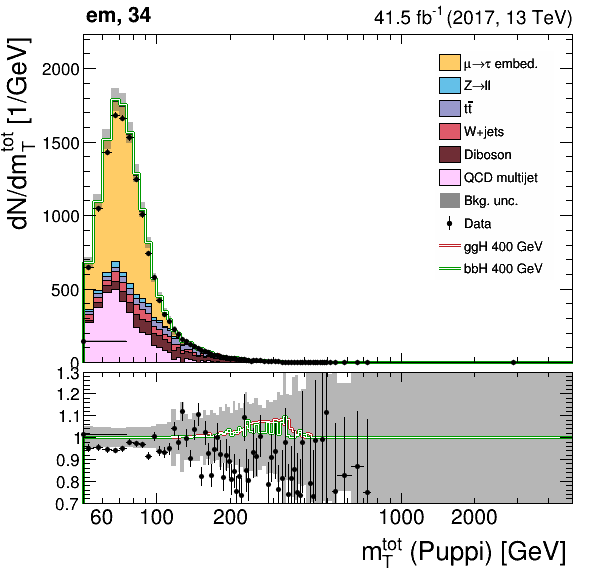 em, 34
41.5 fb⁻¹ (2017, 13 TeV)
dN/dm_T^tot [1/GeV]
2000
1500
1000
500
0
μ→τ embed.
Z→ll
tt̄
W+jets
Diboson
QCD multijet
Bkg. unc.
Data
ggH 400 GeV
bbH 400 GeV
1.3
1.2
1.1
1
0.9
0.8
0.7
60 100 200 1000 2000
m_T^tot (Puppi) [GeV]